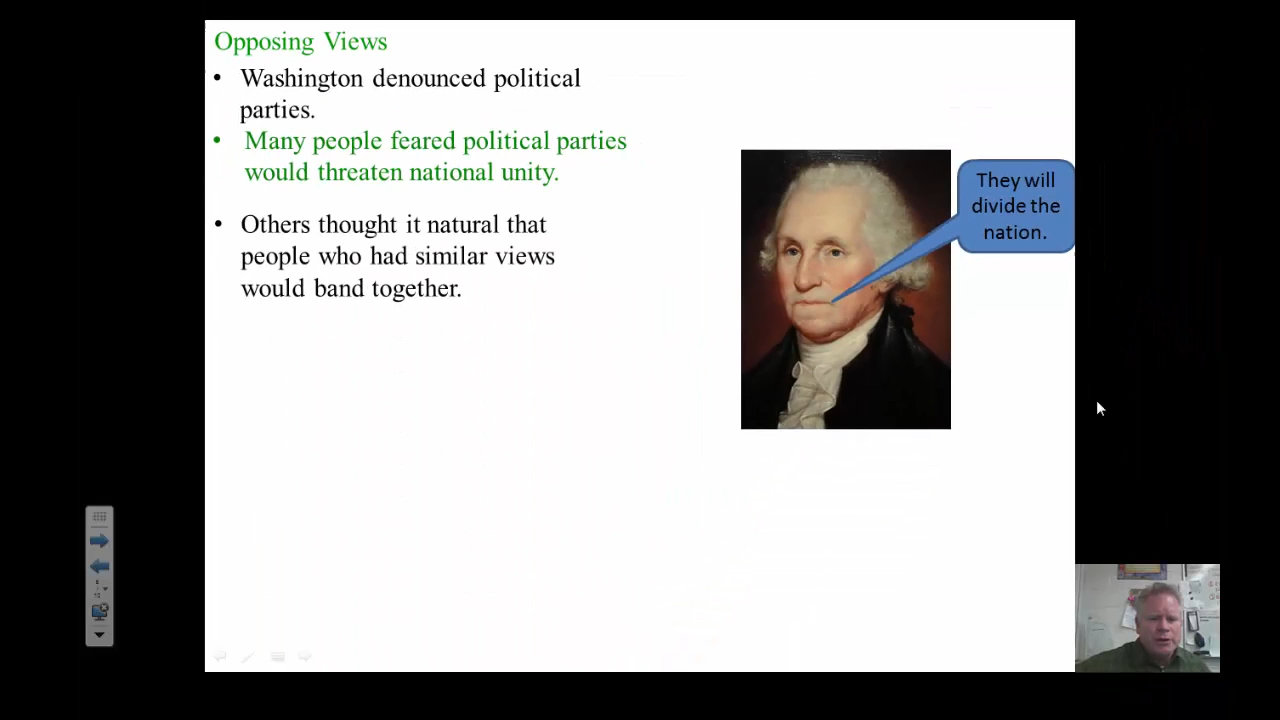 Opposing Views
• Washington denounced political
parties.
• Many people feared political parties
would threaten national unity.
• Others thought it natural that
people who had similar views
would band together.
They will
divide the
nation.